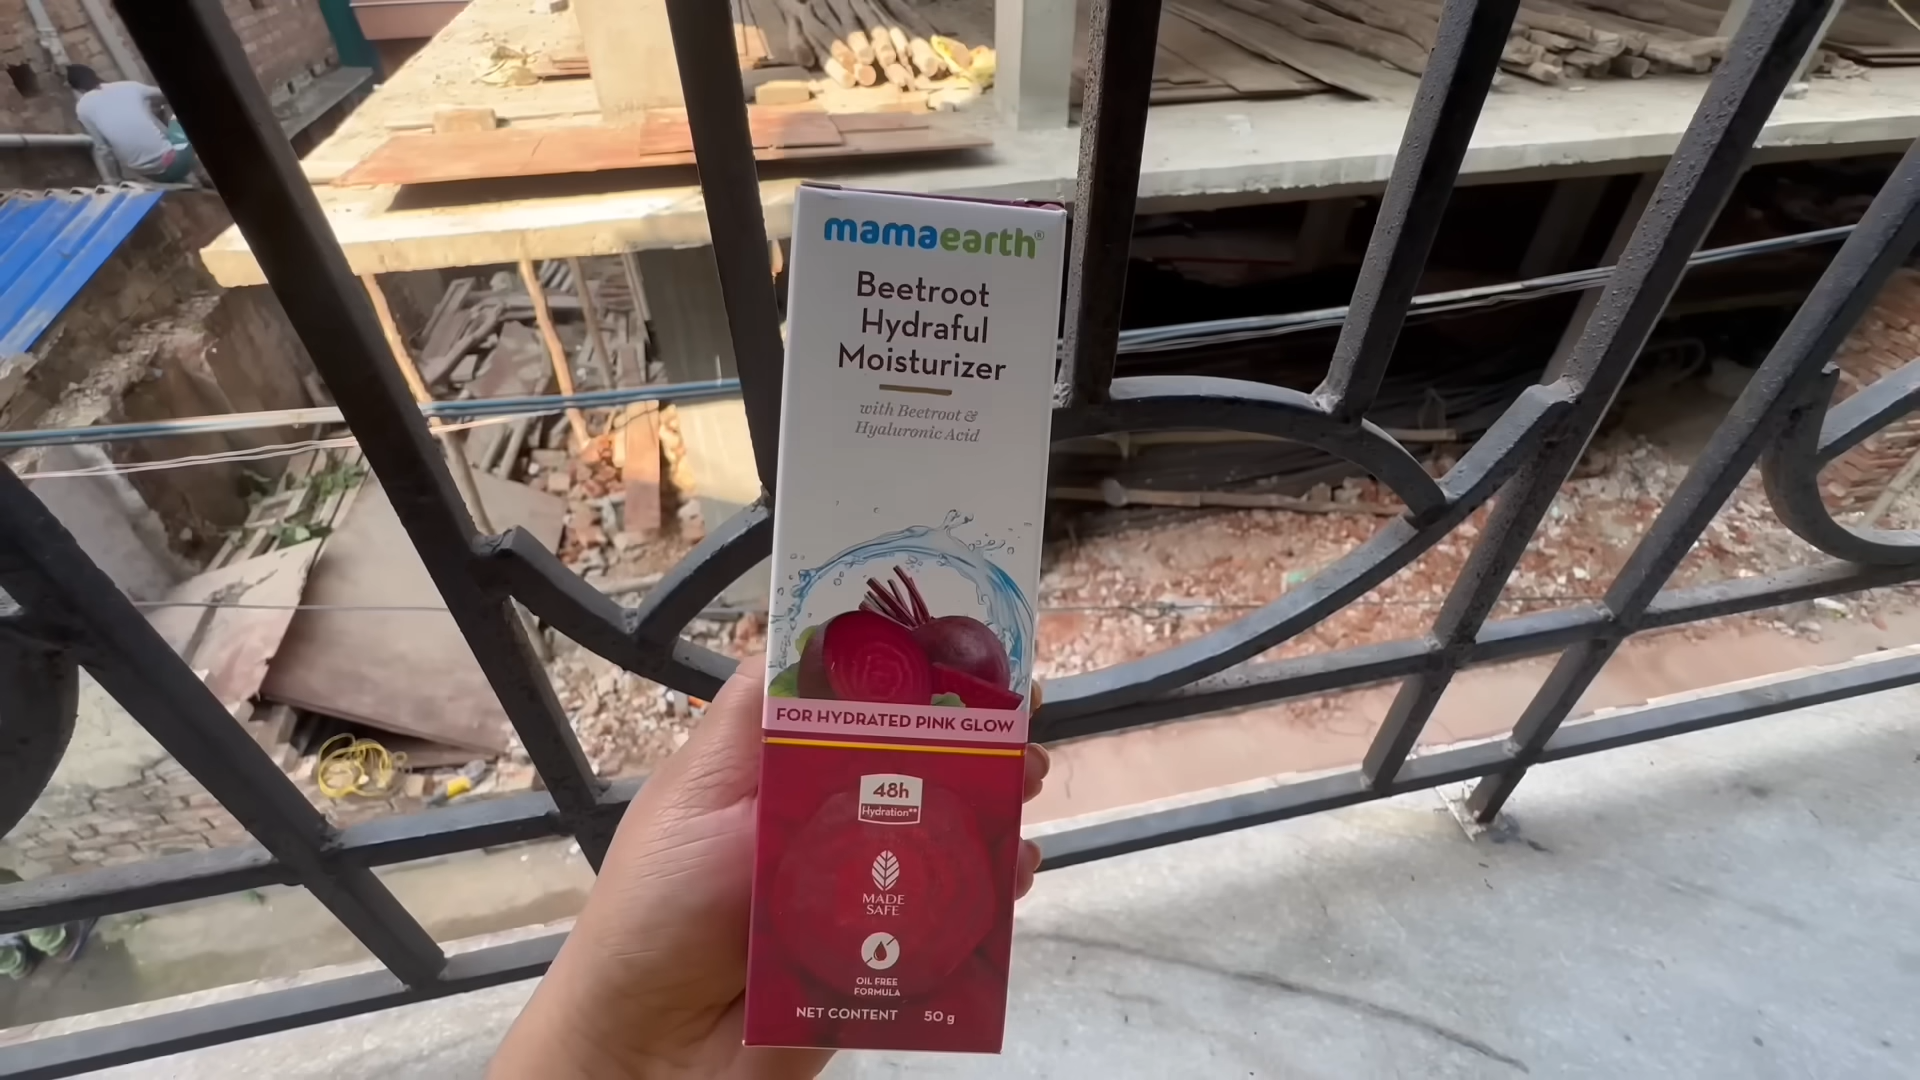 mamaearth®
Beetroot
Hydraful
Moisturizer
with Beetroot &
Hyaluronic Acid
FOR HYDRATED PINK GLOW
48h
Hydration**
MADE
SAFE
OIL FREE
FORMULA
NET CONTENT 50 g